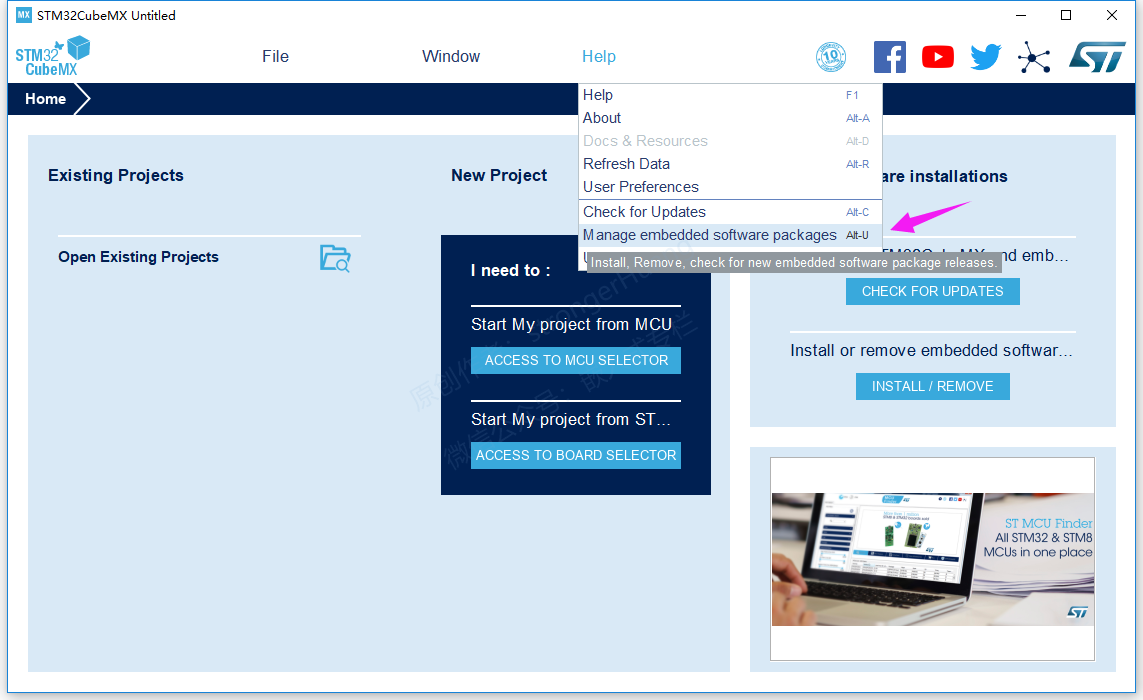 MX STM32CubeMX Untitled
STM32
CubeMX
File
Window
Help
10
ST
Home
Help F1
About Alt-A
Docs & Resources Alt-D
Refresh Data Alt-R
User Preferences
Check for Updates Alt-C
Manage embedded software packages Alt-U
Install, Remove, check for new embedded software package releases.
Existing Projects
Open Existing Projects
New Project
I need to :
Start My project from MCU
ACCESS TO MCU SELECTOR
Start My project from ST...
ACCESS TO BOARD SELECTOR
are installations
and emb...
CHECK FOR UPDATES
Install or remove embedded softwar...
INSTALL / REMOVE
ST MCU Finder
All STM32 & STM8
MCUs in one place
ST